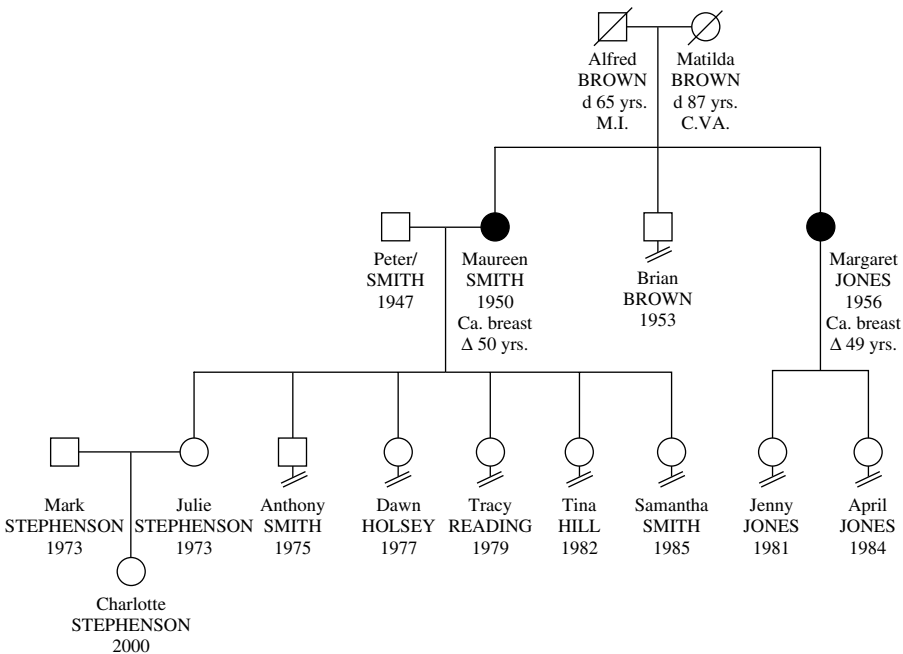 Alfred
BROWN
d 65 yrs.
M.I.
Matilda
BROWN
d 87 yrs.
C.VA.
Peter/
SMITH
1947
Maureen
SMITH
1950
Ca. breast
Δ 50 yrs.
Brian
BROWN
1953
Margaret
JONES
1956
Ca. breast
Δ 49 yrs.
Mark
STEPHENSON
1973
Julie
STEPHENSON
1973
Anthony
SMITH
1975
Dawn
HOLSEY
1977
Tracy
READING
1979
Tina
HILL
1982
Samantha
SMITH
1985
Jenny
JONES
1981
April
JONES
1984
Charlotte
STEPHENSON
2000